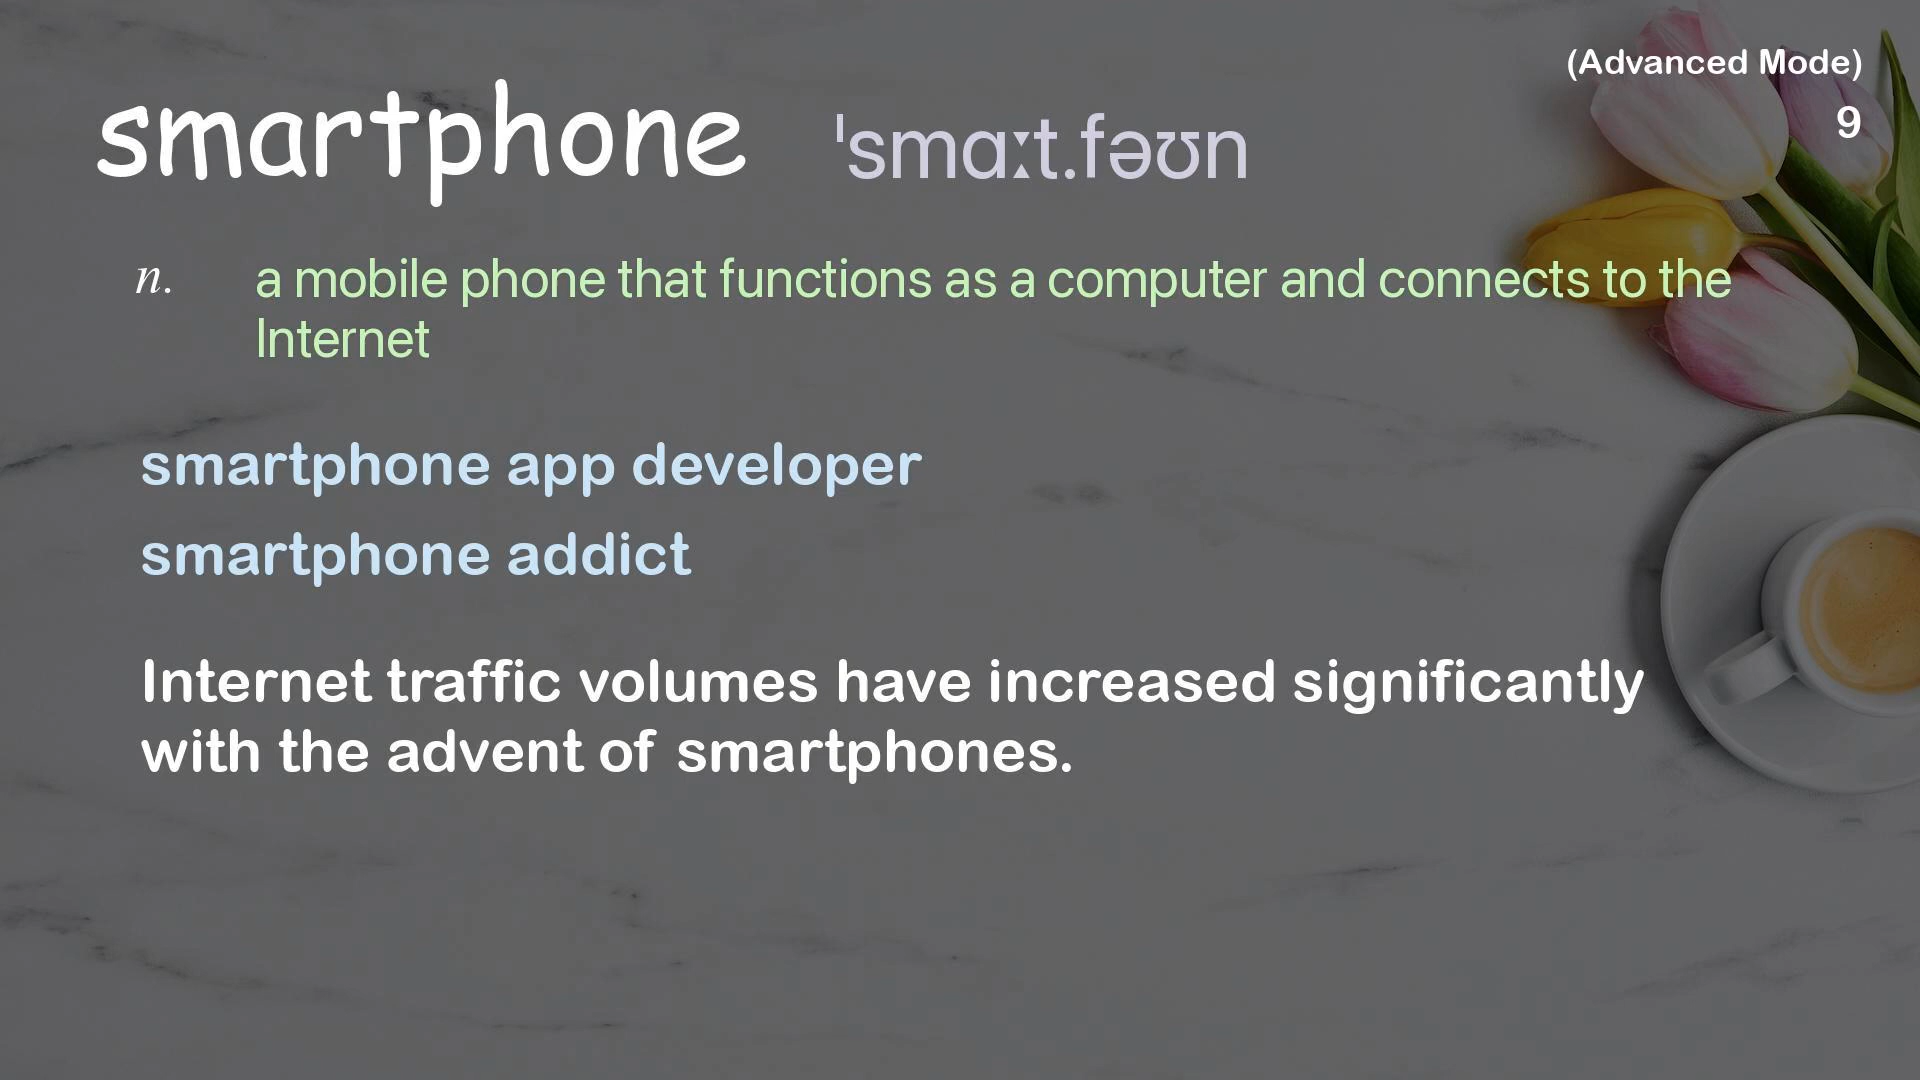 (Advanced Mode)
smartphone ˈsmɑːt.fəʊn
9
n. a mobile phone that functions as a computer and connects to the
Internet
smartphone app developer
smartphone addict
Internet traffic volumes have increased significantly
with the advent of smartphones.